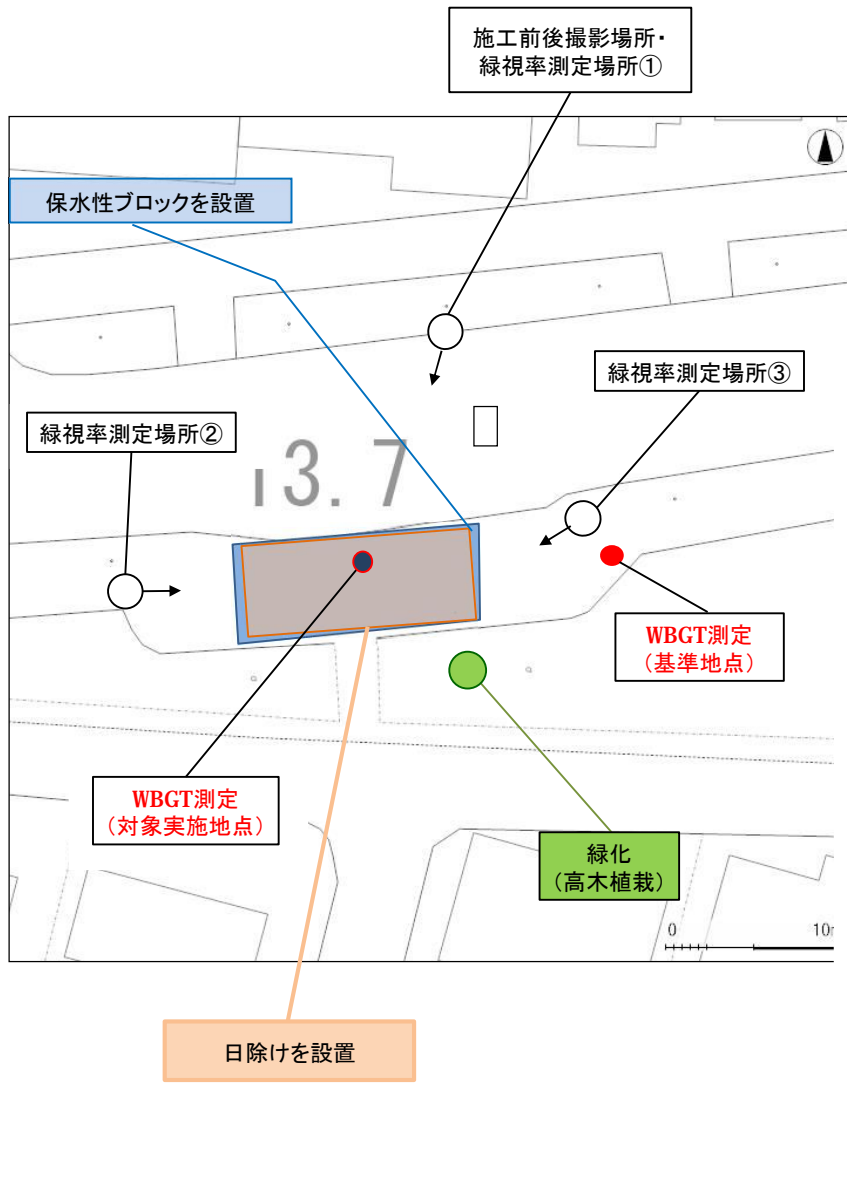 施工前後撮影場所・
緑視率測定場所①
保水性ブロックを設置
緑視率測定場所③
緑視率測定場所②
13.7
WBGT測定
(基準地点)
WBGT測定
(対象実施地点)
緑化
(高木植栽)
0
10m
日除けを設置